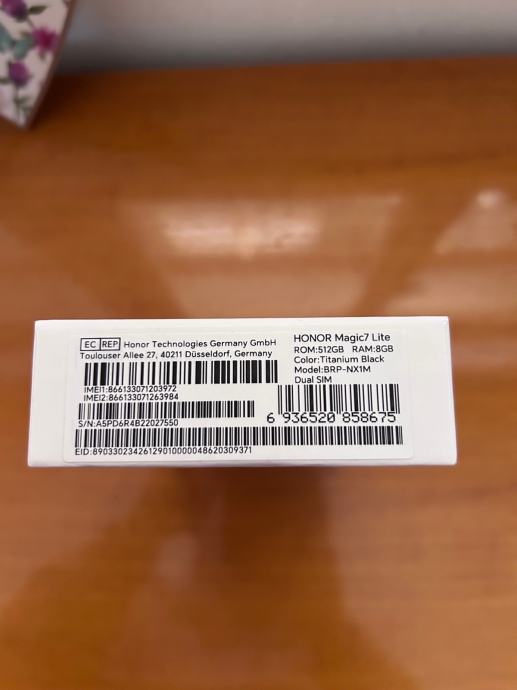 EC REP Honor Technologies Germany GmbH
Toulouser Allee 27, 40211 Düsseldorf, Germany
IMEI1:866133071203972
IMEI2:866133071263984
S/N:A5PD6R4B22027550
EID:89033023426129010000048620309371
HONOR Magic7 Lite
ROM:512GB RAM:8GB
Color:Titanium Black
Model:BRP-NX1M
Dual SIM
6 936520 858675